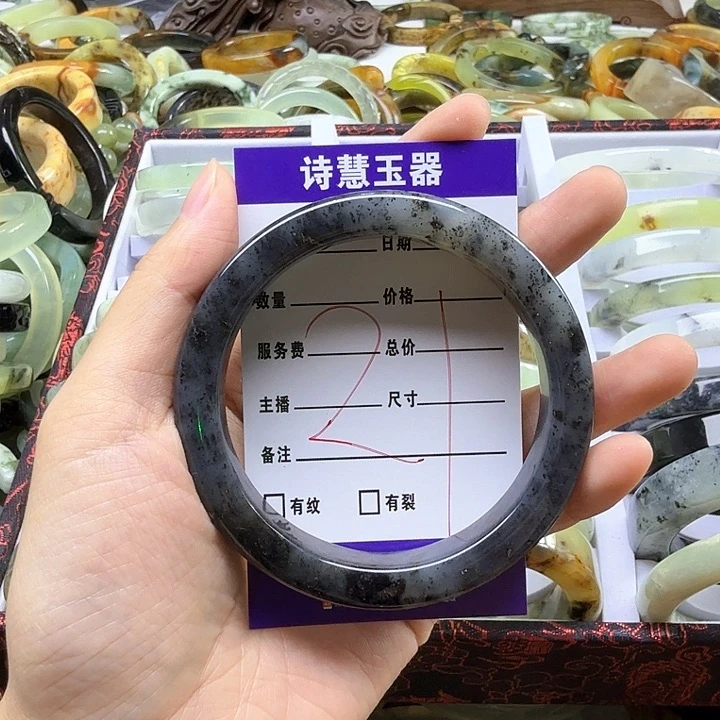 诗慧玉器
日期
数量 价格
服务费 总价
主播 尺寸
备注
有纹 有裂
21